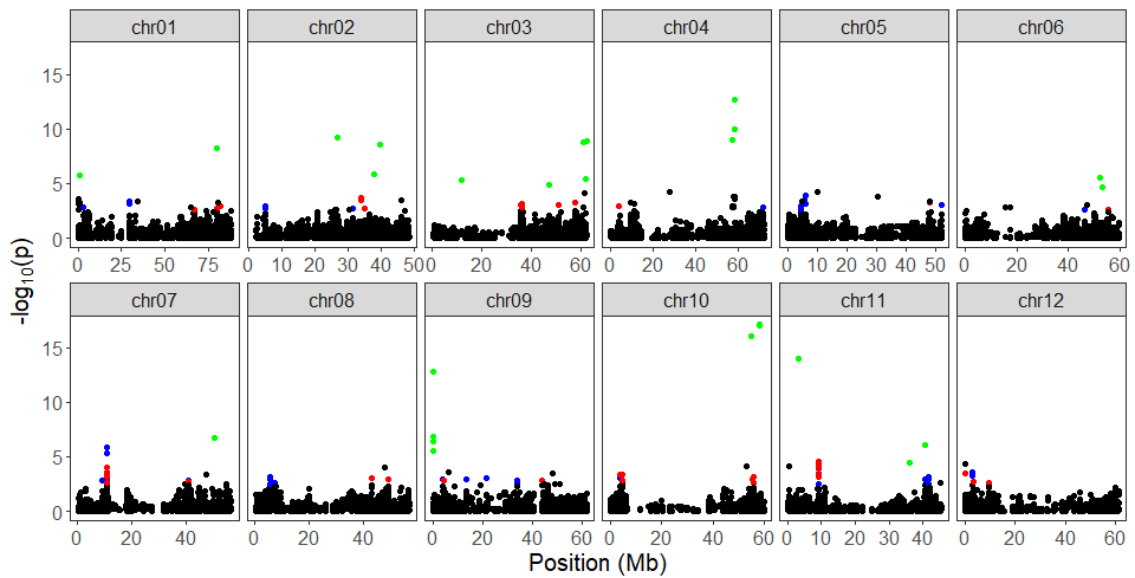 chr01 chr02 chr03 chr04 chr05 chr06
15
10
5
0
0 25 50 75 0 10 20 30 40 50 0 20 40 60 0 20 40 60 0 10 20 30 40 50 0 20 40 60
chr07 chr08 chr09 chr10 chr11 chr12
15
10
5
0
0 20 40 0 20 40 60 0 20 40 60 0 20 40 60 0 10 20 30 40 0 20 40 60
-log₁₀(p)
Position (Mb)